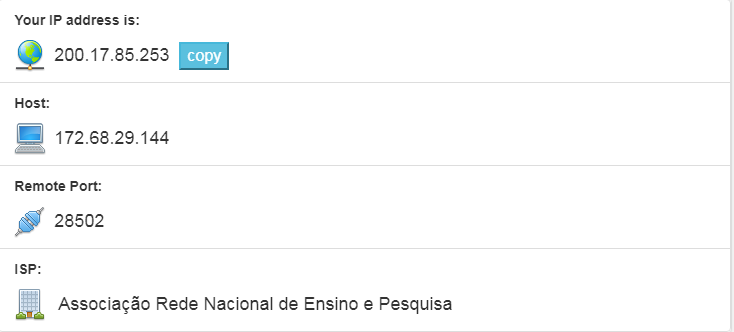 Your IP address is:
200.17.85.253 copy
Host:
172.68.29.144
Remote Port:
28502
ISP:
Associação Rede Nacional de Ensino e Pesquisa